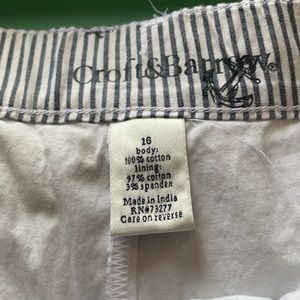 Croft&Barrow®
16
body:
100% cotton
lining:
97% cotton
3% spandex
Made in India
RN#73277
Care on reverse